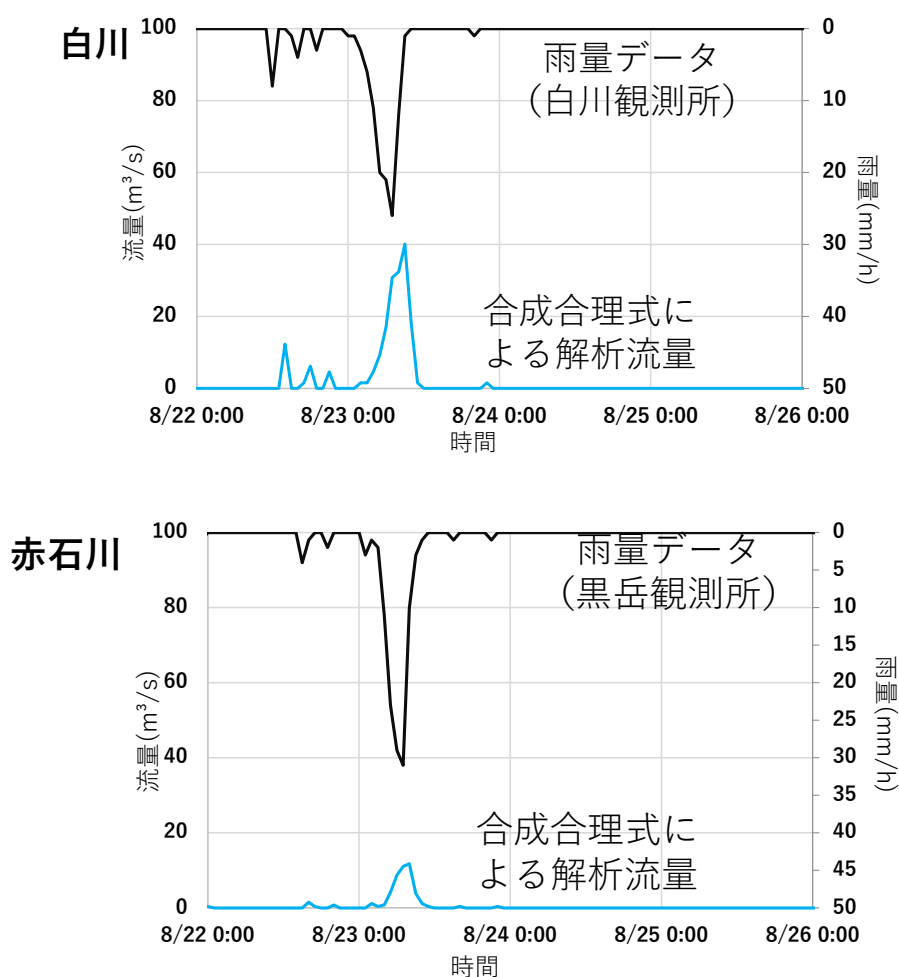 白川
100
80
60
40
20
0
流量(m³/s)
雨量データ
（白川観測所）
合成合理式に
よる解析流量
0
10
20
30
40
50
雨量(mm/h)
8/22 0:00 8/23 0:00 8/24 0:00 8/25 0:00 8/26 0:00
時間
赤石川
100
80
60
40
20
0
流量(m³/s)
雨量データ
（黒岳観測所）
合成合理式に
よる解析流量
0
5
10
15
20
25
30
35
40
45
50
雨量(mm/h)
8/22 0:00 8/23 0:00 8/24 0:00 8/25 0:00 8/26 0:00
時間